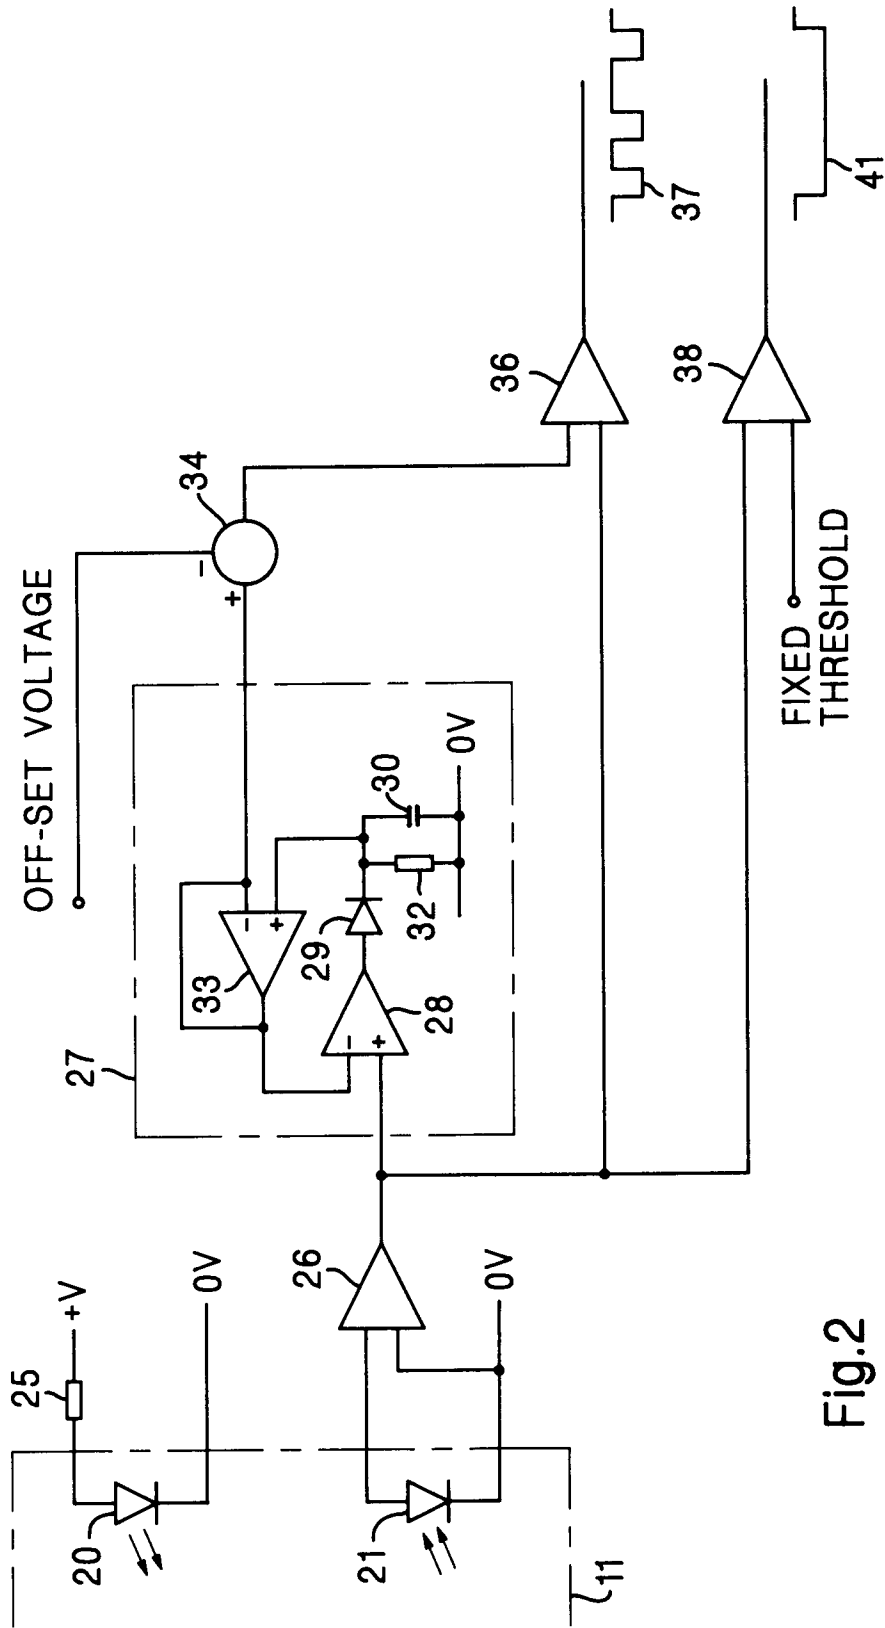 OFF-SET VOLTAGE
25
+V
20
0V
27
33
-
+
-
+
34
29
30
32
0V
28
26
21
0V
11
36
37
38
41
FIXED
THRESHOLD
-
+
Fig.2